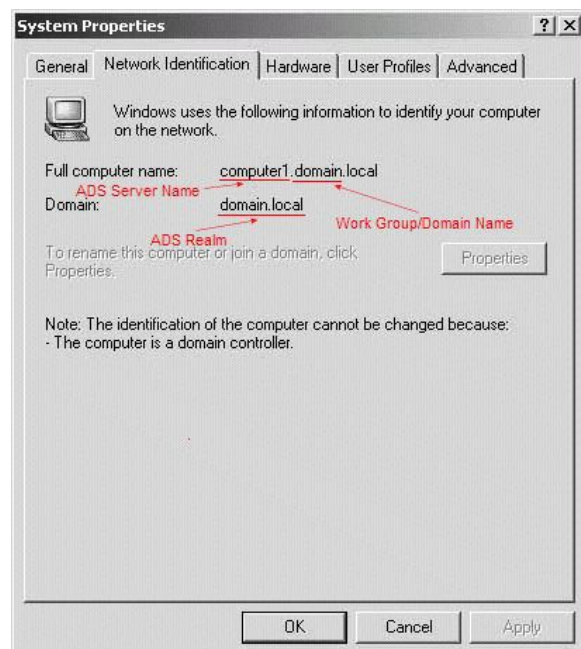 System Properties
? X
General Network Identification Hardware User Profiles Advanced
Windows uses the following information to identify your computer
on the network.
Full computer name: computer1.domain.local
ADS Server Name
Domain: domain.local
Work Group/Domain Name
ADS Realm
To rename this computer or join a domain, click
Properties.
Properties
Note: The identification of the computer cannot be changed because:
- The computer is a domain controller.
OK Cancel Apply